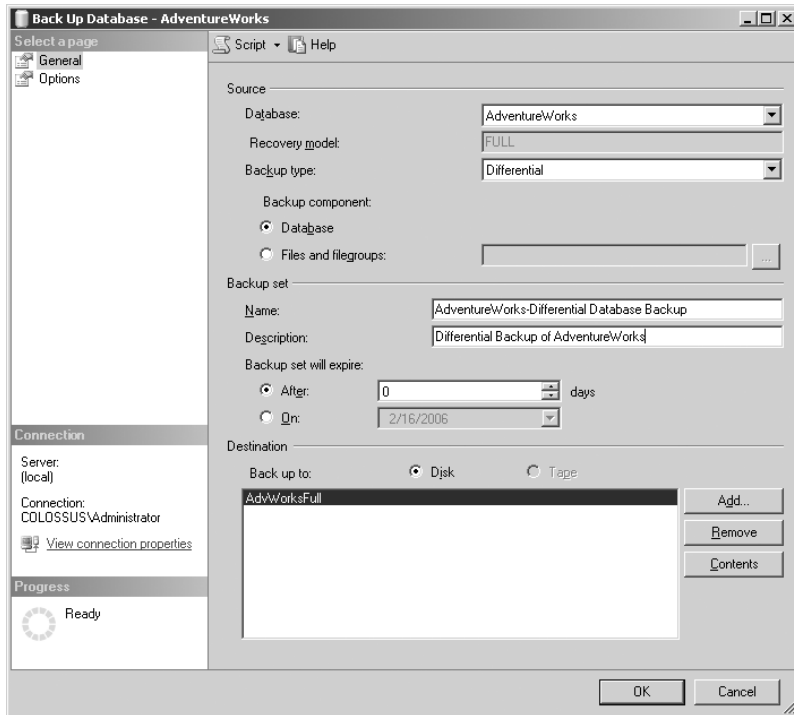 Back Up Database - AdventureWorks
Select a page
General
Options
Script
Help
Source
Database:
AdventureWorks
Recovery model:
FULL
Backup type:
Differential
Backup component:
Database
Files and filegroups:
...
Backup set
Name:
AdventureWorks-Differential Database Backup
Description:
Differential Backup of AdventureWorks
Backup set will expire:
After:
0
days
On:
2/16/2006
Destination
Back up to:
Disk
Tape
AdvWorksFull
Add...
Remove
Contents
Connection
Server:
(local)
Connection:
COLOSSUS\Administrator
View connection properties
Progress
Ready
OK
Cancel